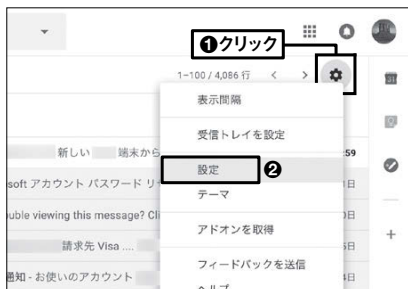 ❶クリック
1–100 / 4,086 行
表示間隔
受信トレイを設定
新しい 端末から
:59
設定
❷
soft アカウント パスワード リ
日
テーマ
uble viewing this message? Cli
日
アドオンを取得
請求先 Visa ....
日
フィードバックを送信
通知 - お使いのアカウント
日
ヘルプ